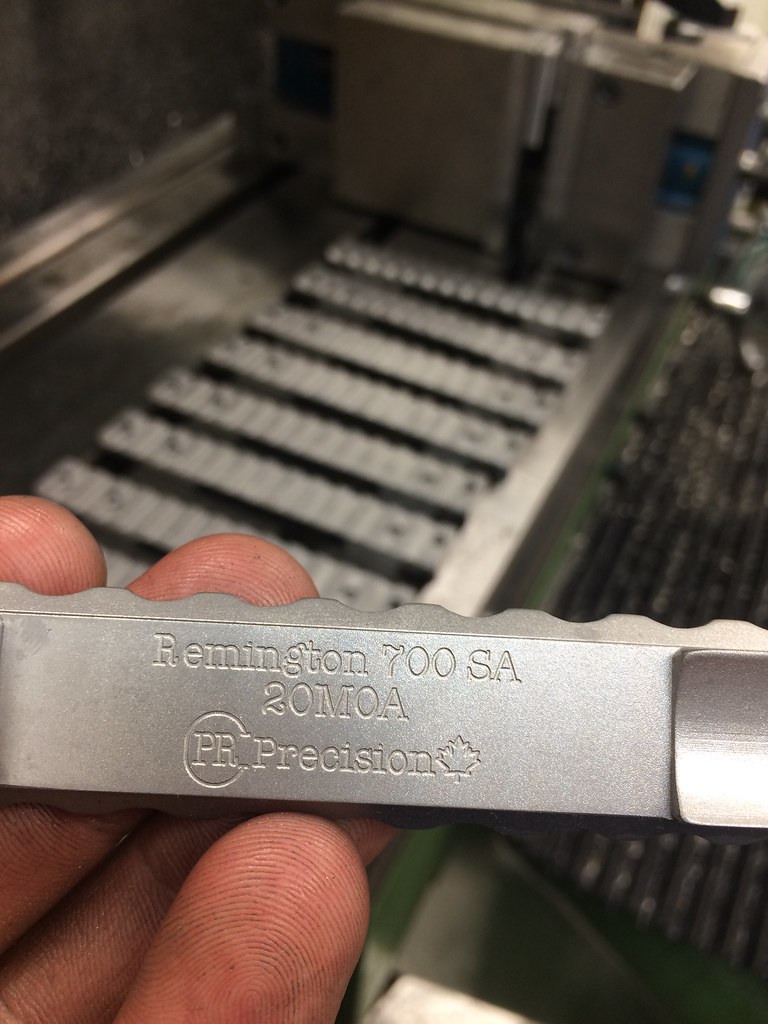 Remington 700 SA
20MOA
PR Precision